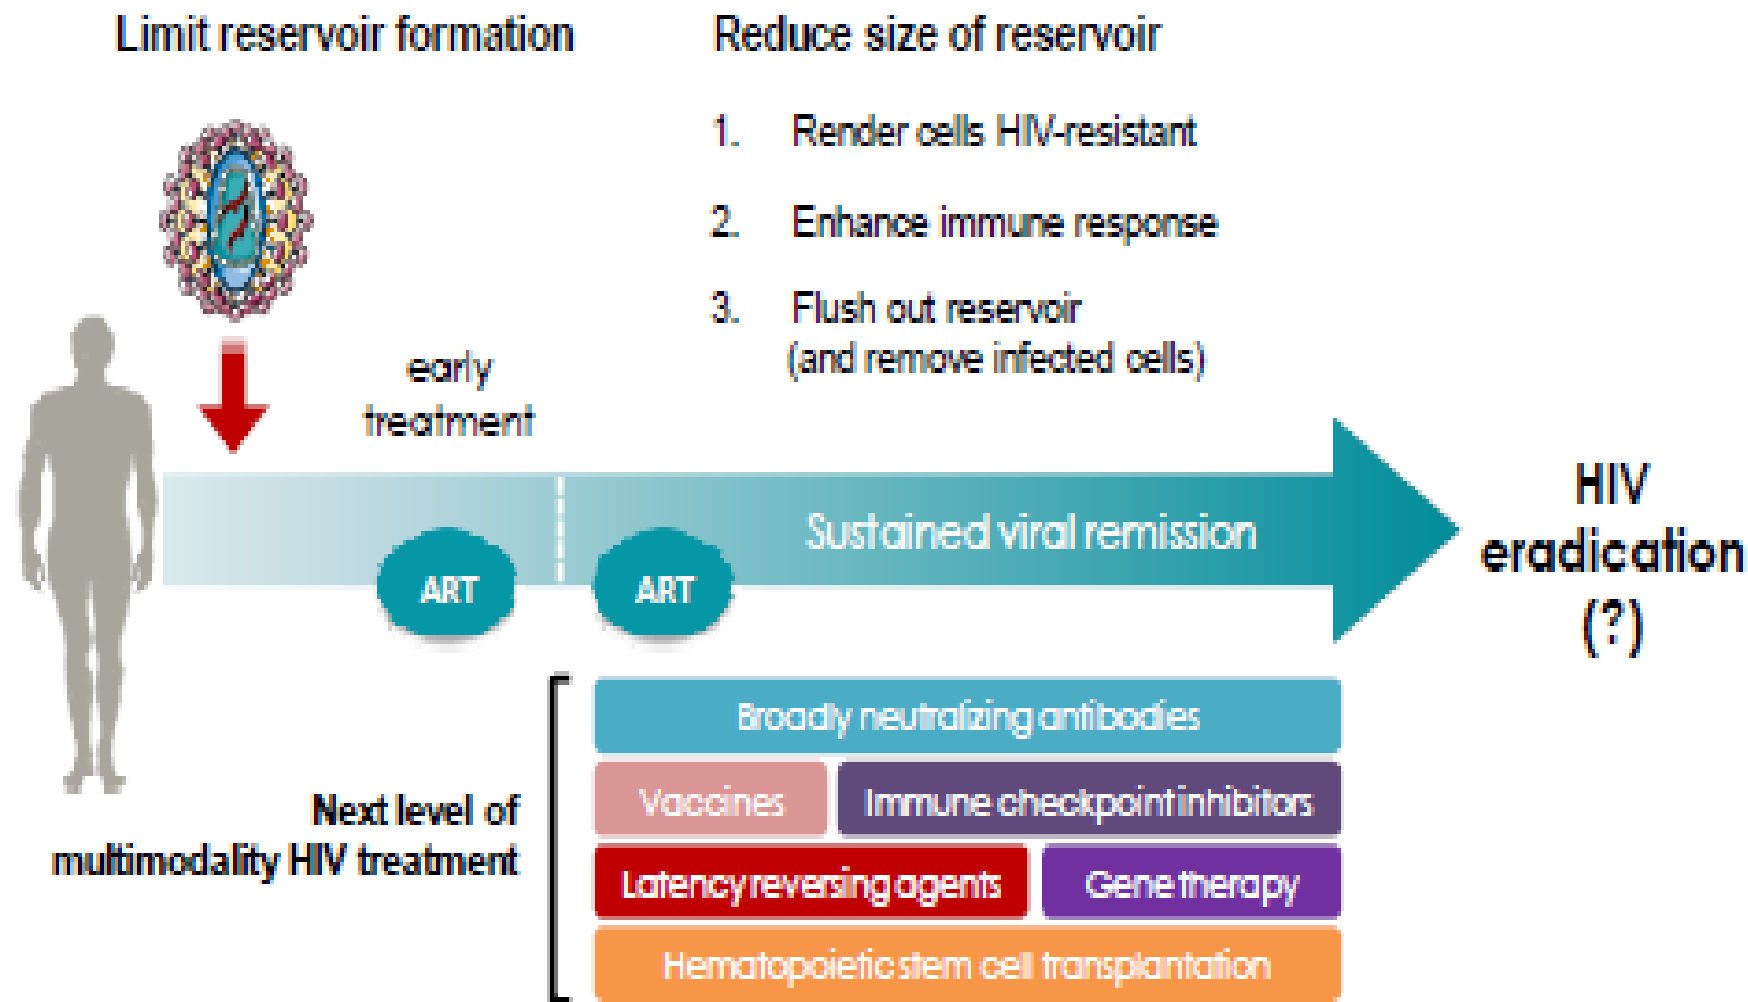 Limit reservoir formation
Reduce size of reservoir
1. Render cells HIV-resistant
2. Enhance immune response
3. Flush out reservoir
(and remove infected cells)
early
treatment
Sustained viral remission
ART
ART
HIV
eradication
(?)
Next level of
multimodality HIV treatment
Broadly neutralizing antibodies
Vaccines
Immune checkpoint inhibitors
Latency reversing agents
Gene therapy
Hematopoietic stem cell transplantation